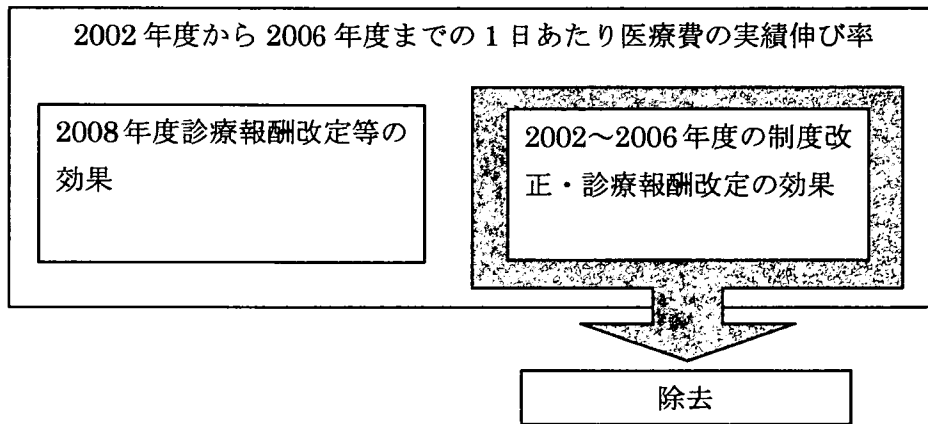 2002年度から2006年度までの1日あたり医療費の実績伸び率
2008年度診療報酬改定等の
効果
2002～2006年度の制度改
正・診療報酬改定の効果
除去